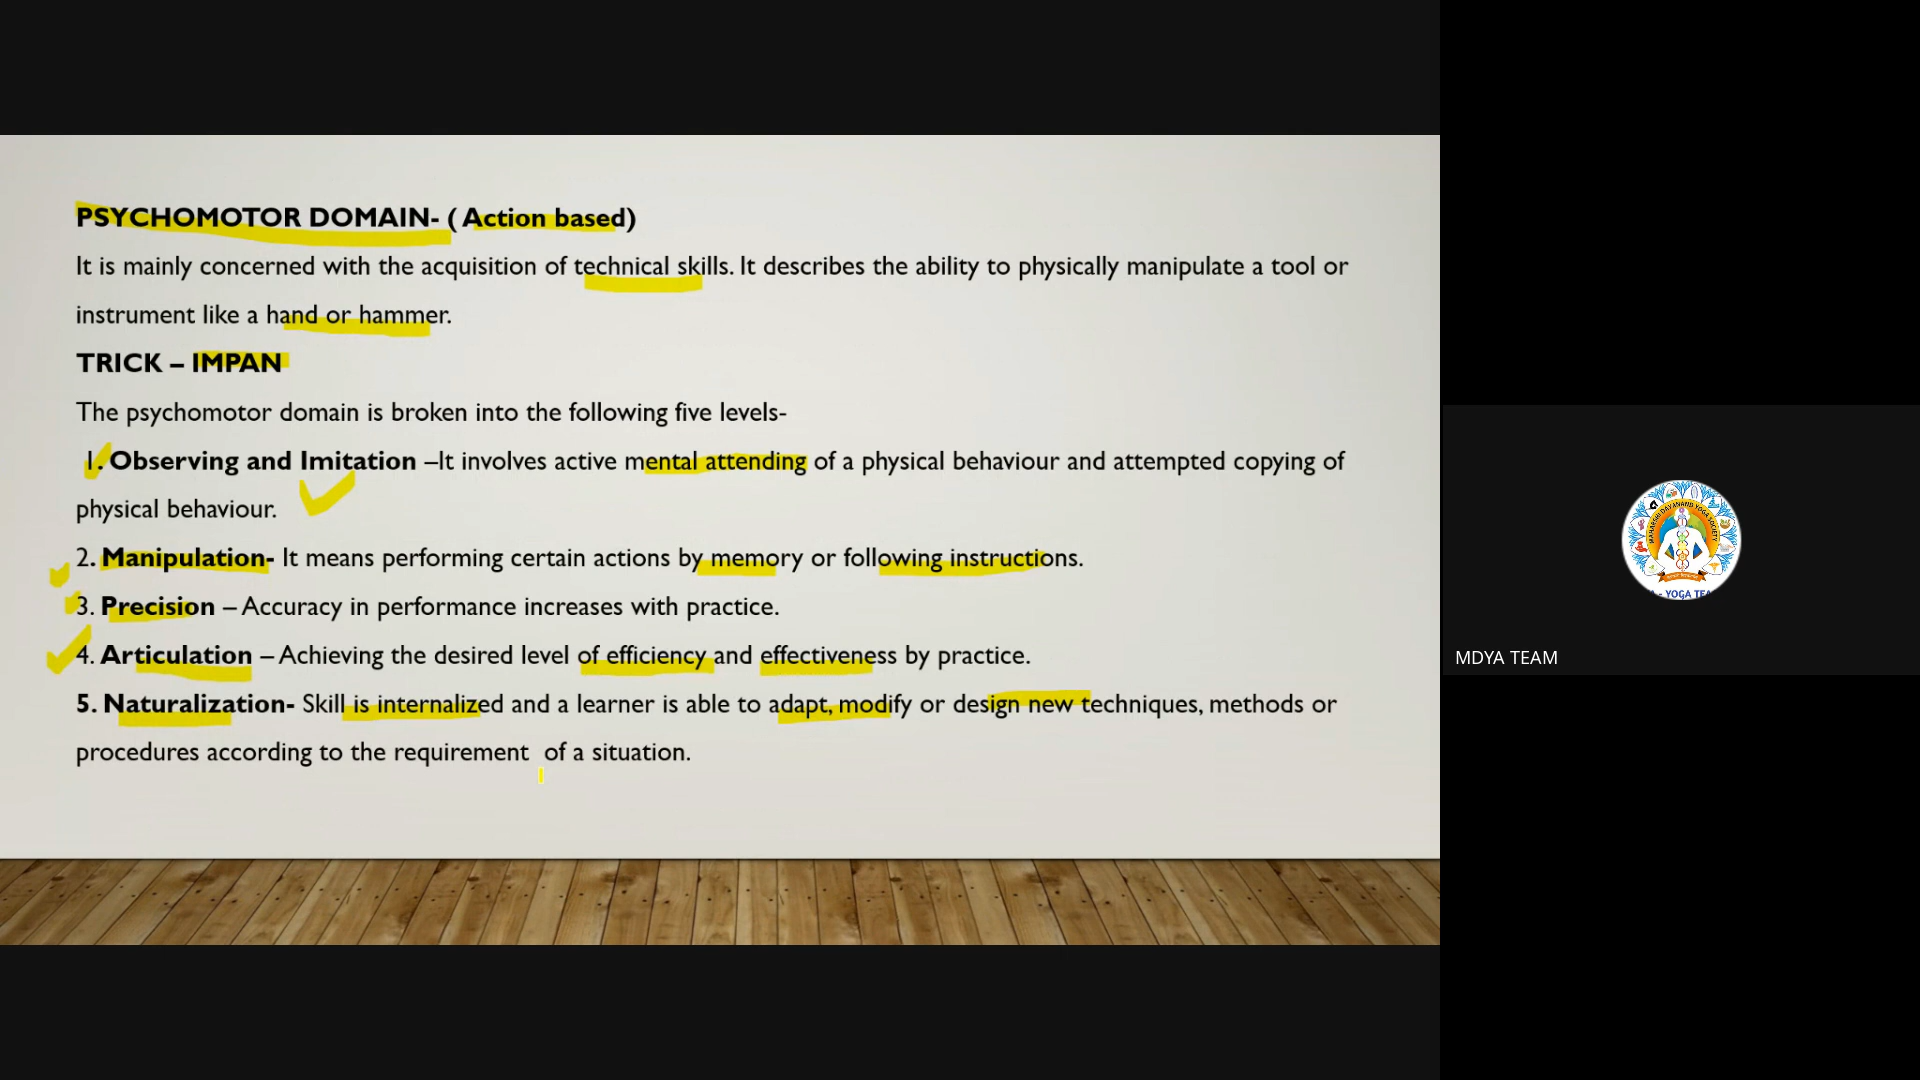 PSYCHOMOTOR DOMAIN- ( Action based)
It is mainly concerned with the acquisition of technical skills. It describes the ability to physically manipulate a tool or
instrument like a hand or hammer.
TRICK – IMPAN
The psychomotor domain is broken into the following five levels-
1. Observing and Imitation –It involves active mental attending of a physical behaviour and attempted copying of
physical behaviour.
2. Manipulation- It means performing certain actions by memory or following instructions.
3. Precision – Accuracy in performance increases with practice.
4. Articulation – Achieving the desired level of efficiency and effectiveness by practice.
5. Naturalization- Skill is internalized and a learner is able to adapt, modify or design new techniques, methods or
procedures according to the requirement of a situation.
MAHARSHI DAYANAND YOGA SOCIETY
MDYA TEAM